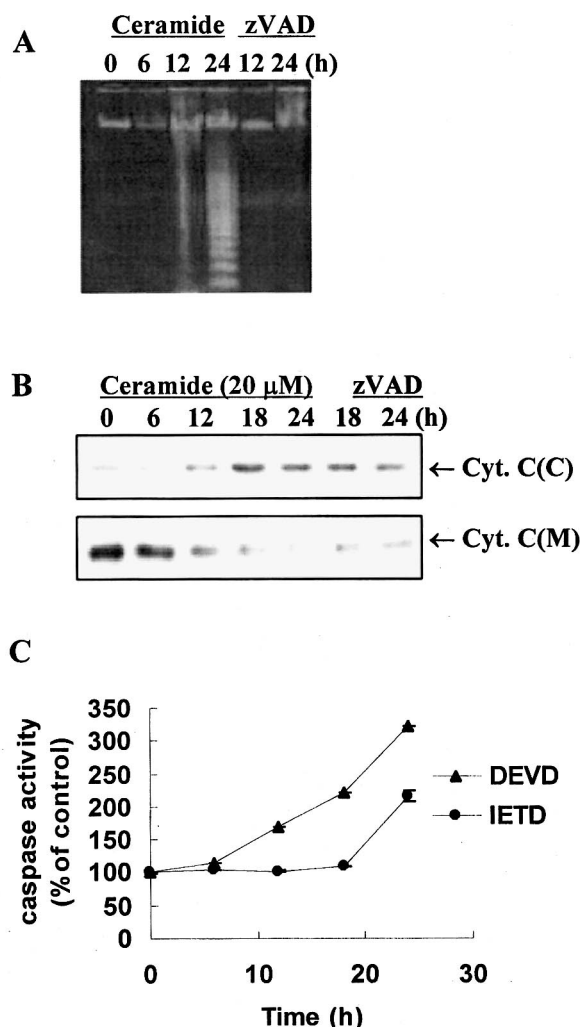 A
Ceramide zVAD
0 6 12 24 12 24 (h)
B
Ceramide (20 μM) zVAD
0 6 12 18 24 18 24 (h)
← Cyt. C(C)
← Cyt. C(M)
C
caspase activity
(% of control)
350
300
250
200
150
100
50
0
DEVD
IETD
0 10 20 30
Time (h)